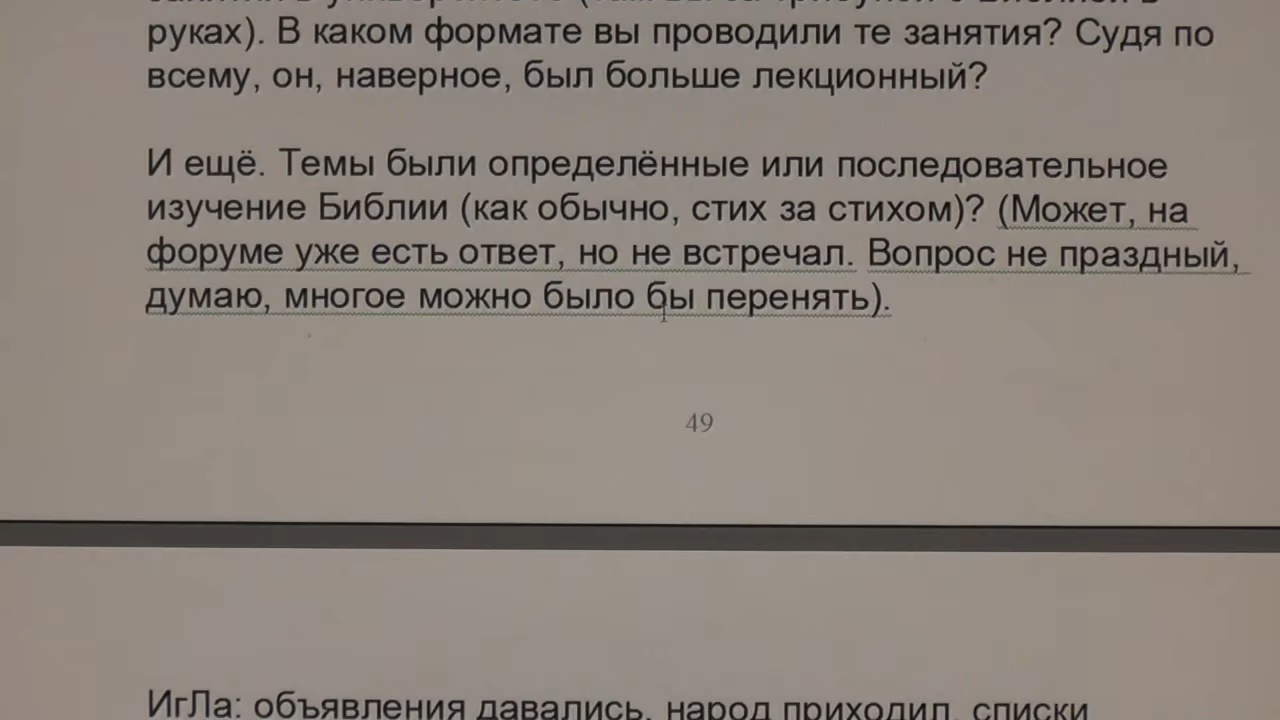 руках). В каком формате вы проводили те занятия? Судя по
всему, он, наверное, был больше лекционный?
И ещё. Темы были определённые или последовательное
изучение Библии (как обычно, стих за стихом)? (Может, на
форуме уже есть ответ, но не встречал. Вопрос не праздный,
думаю, многое можно было бы перенять).
49
ИгЛа: объявления давались, народ приходил, списки